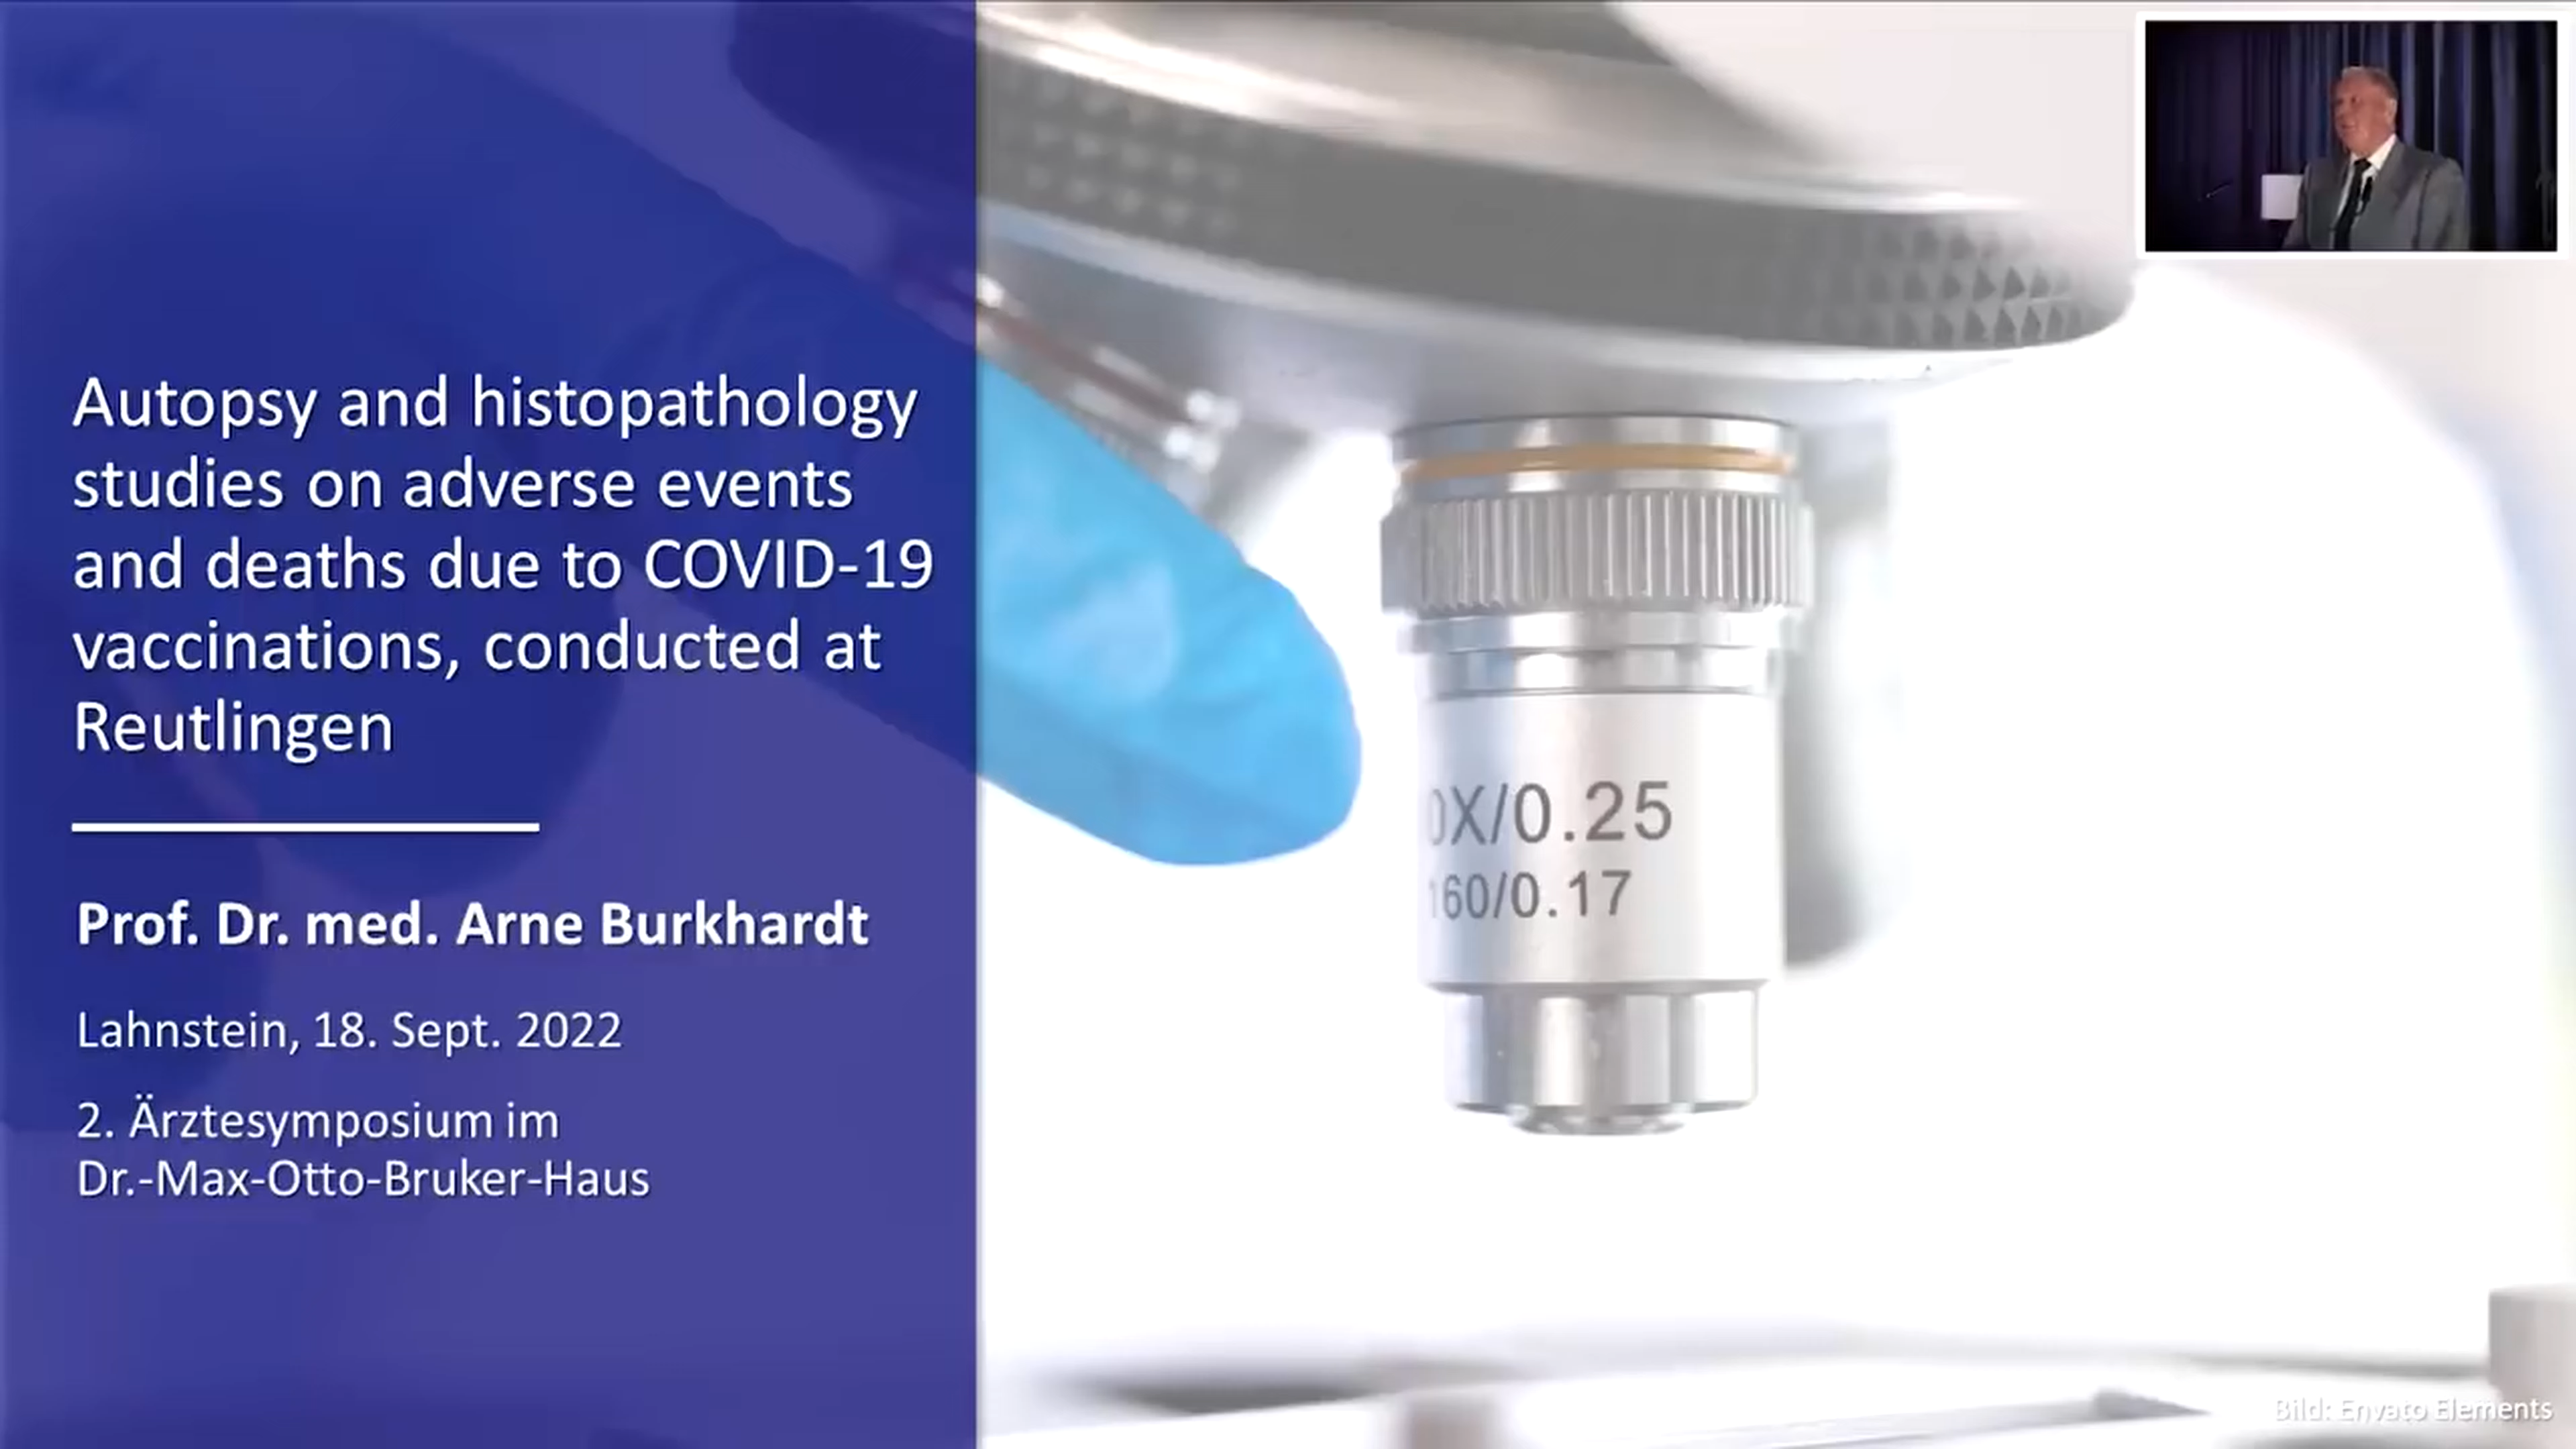 Autopsy and histopathology
studies on adverse events
and deaths due to COVID-19
vaccinations, conducted at
Reutlingen
Prof. Dr. med. Arne Burkhardt
Lahnstein, 18. Sept. 2022
2. Ärztesymposium im
Dr.-Max-Otto-Bruker-Haus
0X/0.25
160/0.17
Bild: Envato Elements